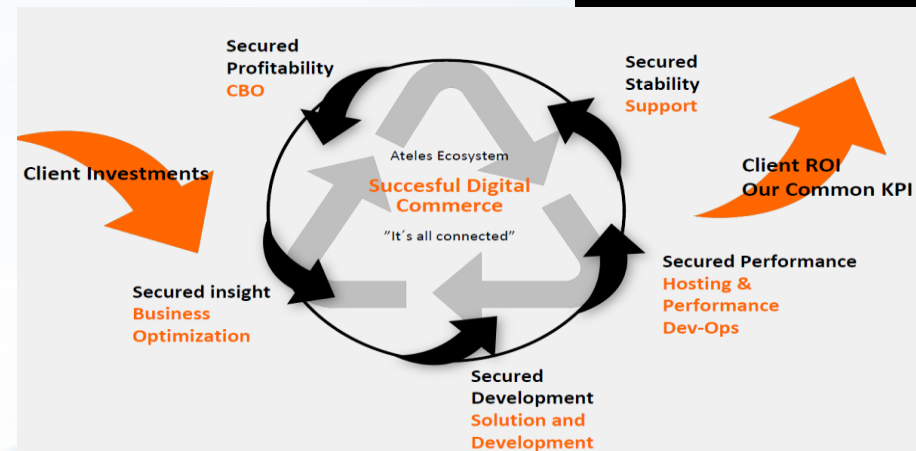 Secured
Profitability
CBO
Secured
Stability
Support
Client Investments
Ateles Ecosystem
Succesful Digital
Commerce
"It´s all connected"
Client ROI
Our Common KPI
Secured insight
Business
Optimization
Secured Performance
Hosting &
Performance
Dev-Ops
Secured
Development
Solution and
Development